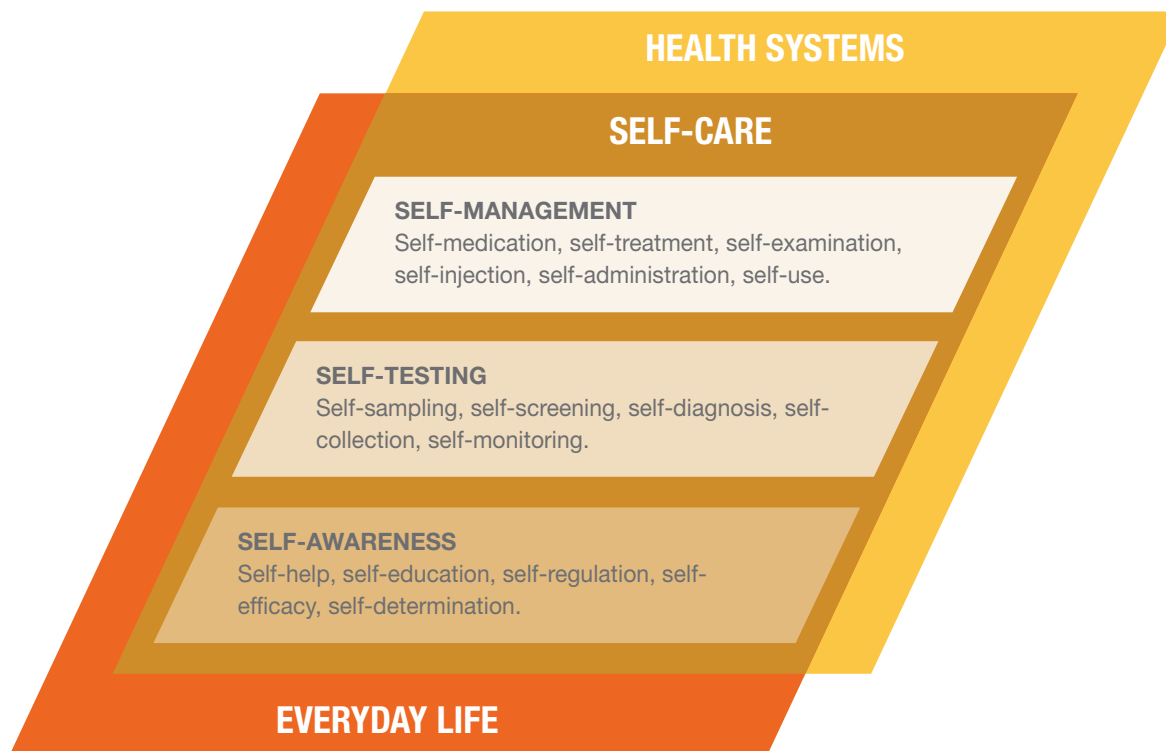 HEALTH SYSTEMS
SELF-CARE
SELF-MANAGEMENT
Self-medication, self-treatment, self-examination,
self-injection, self-administration, self-use.
SELF-TESTING
Self-sampling, self-screening, self-diagnosis, self-
collection, self-monitoring.
SELF-AWARENESS
Self-help, self-education, self-regulation, self-
efficacy, self-determination.
EVERYDAY LIFE